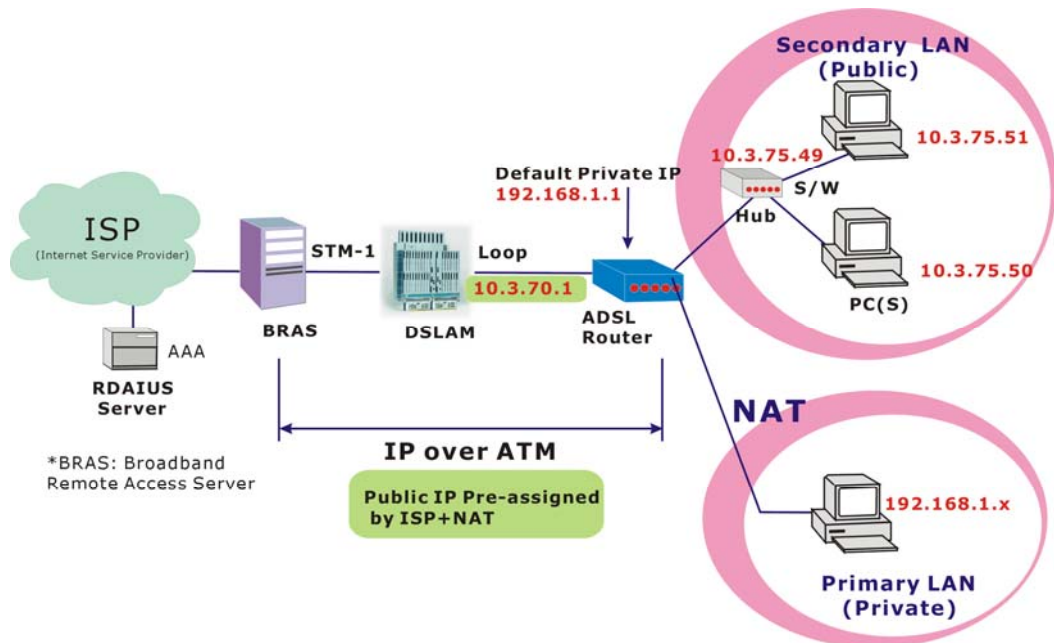 Secondary LAN
(Public)
10.3.75.51
10.3.75.49
S/W
Hub
10.3.75.50
PC(S)
Default Private IP
192.168.1.1
ISP
(Internet Service Provider)
STM-1
Loop
10.3.70.1
BRAS
DSLAM
ADSL
Router
AAA
RDAIUS
Server
NAT
IP over ATM
*BRAS: Broadband
Remote Access Server
Public IP Pre-assigned
by ISP+NAT
192.168.1.x
Primary LAN
(Private)